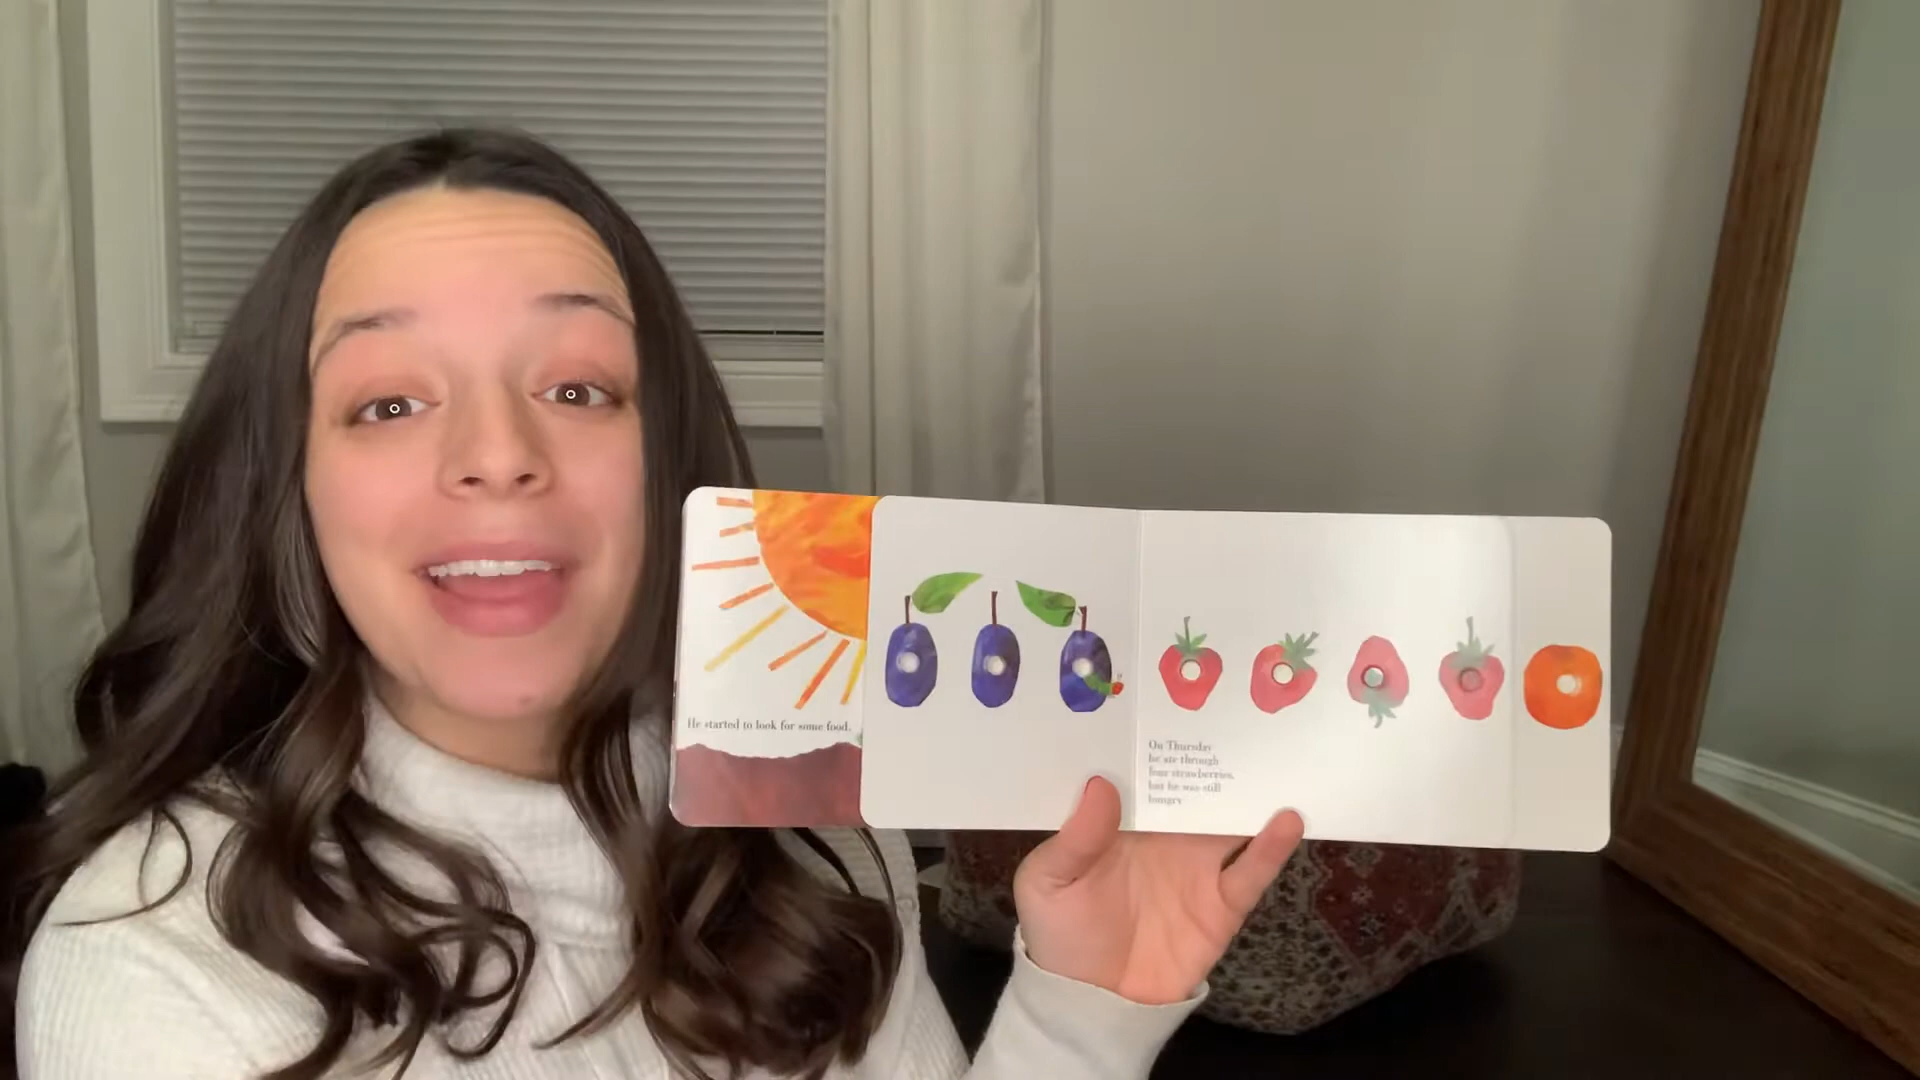 He started to look for some food.
On Thursday
he ate through
four strawberries,
but he was still
hungry